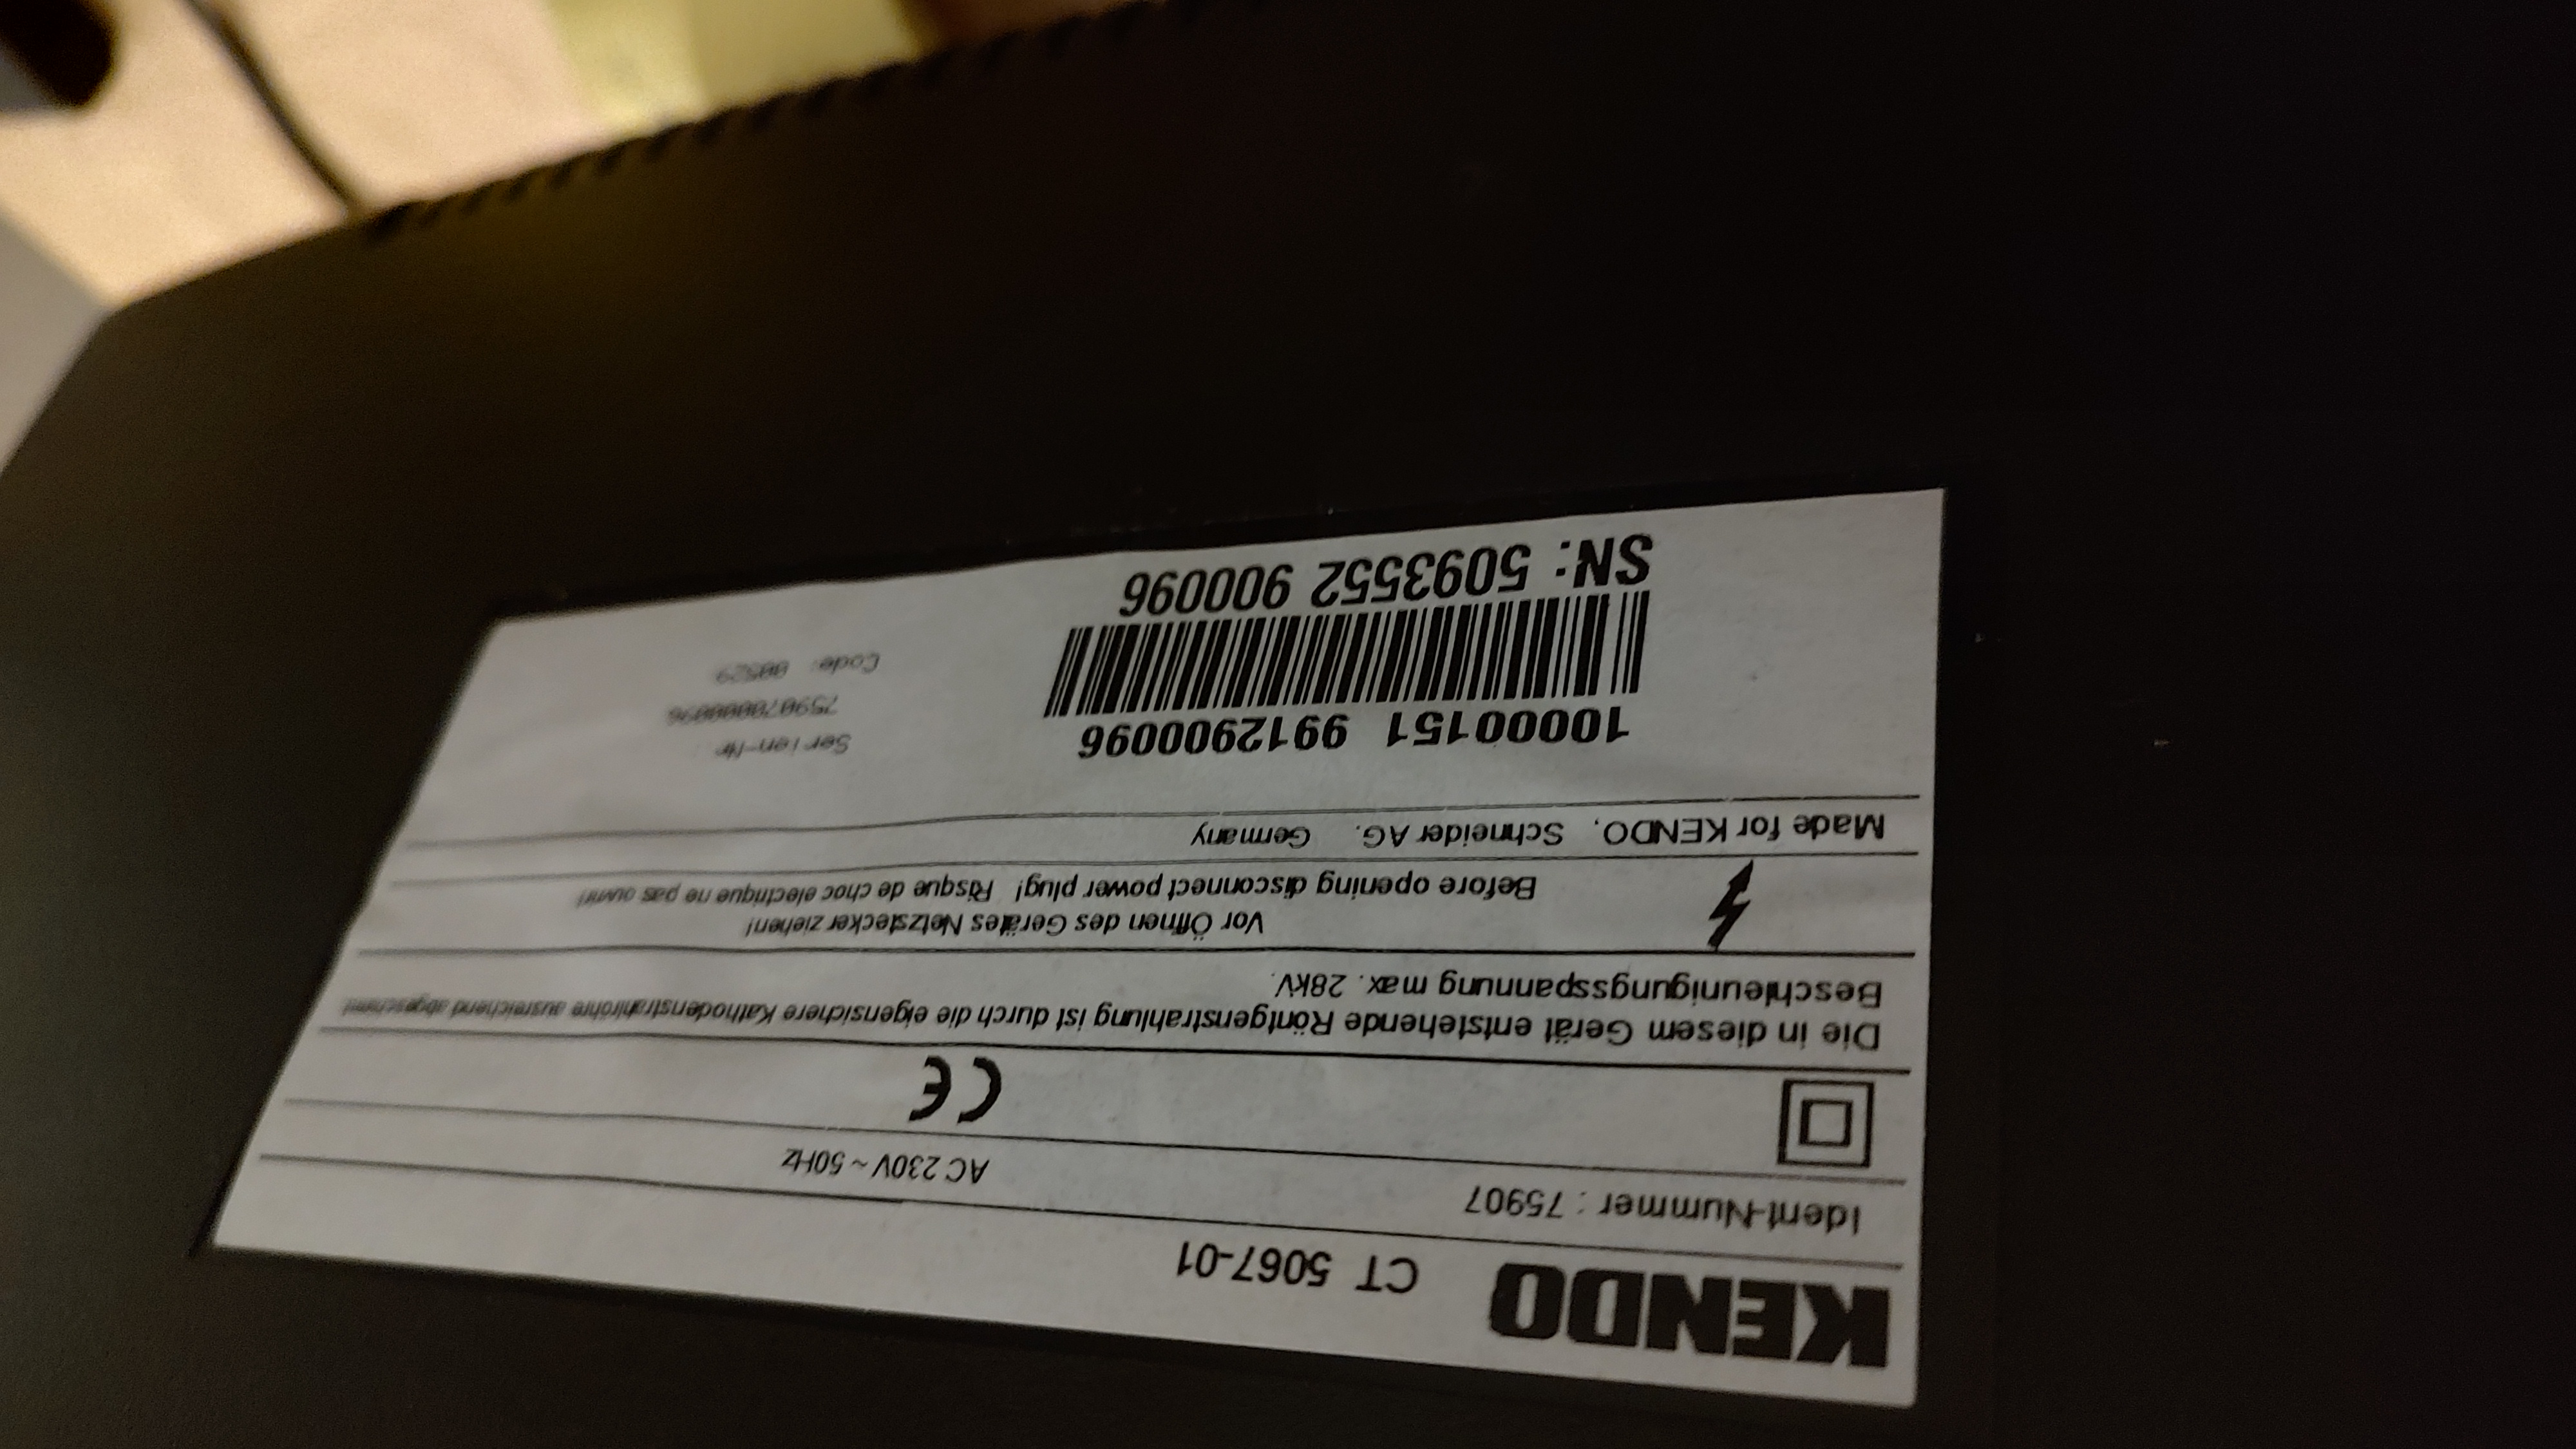 KENDO CT 5067-01
Ident-Nummer : 75907 AC 230V ~ 50Hz
CE
Die in diesem Gerät entstehende Röntgenstrahlung ist durch die eigensichere Kathodenstrahlröhre ausreichend abgeschirmt
Beschleunigungsspannung max. 28kV.
Vor Öffnen des Gerätes Netzstecker ziehen!
Before opening disconnect power plug! Risque de choc electrique ne pas ouvrir!
Made for KENDO, Schneider AG. Germany
10000151 9912900096
Serien-Nr
759070000096
Code: 00529
SN: 5093552 900096